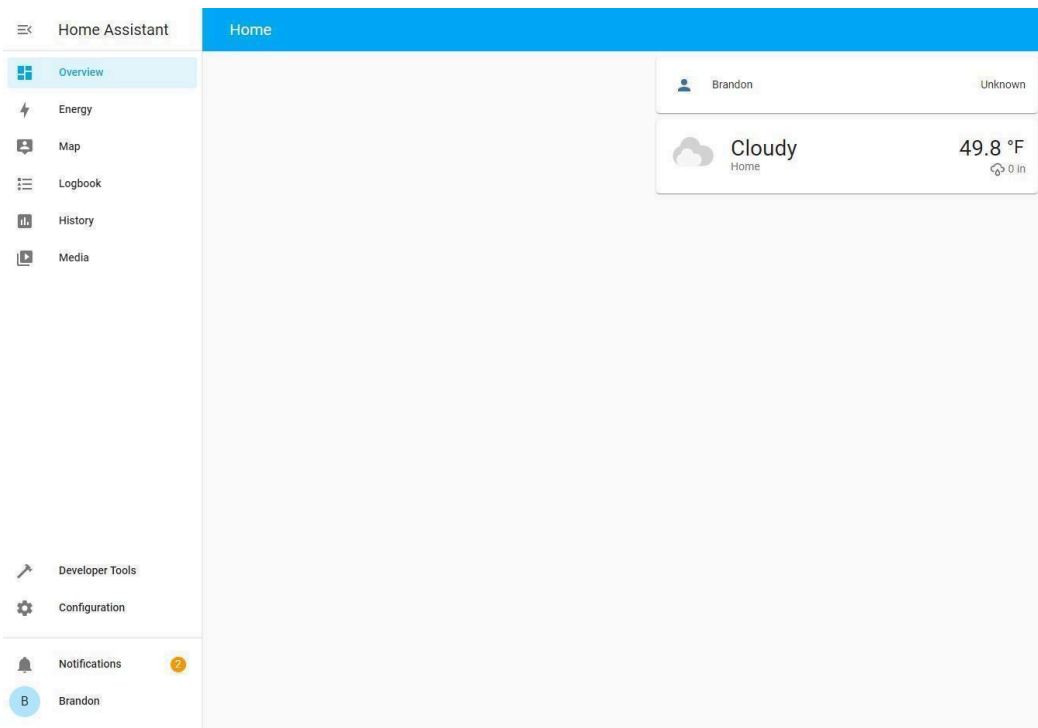 Home Assistant
Home
Overview
Energy
Map
Logbook
History
Media
Developer Tools
Configuration
Notifications 2
B Brandon
Brandon Unknown
Cloudy 49.8 °F
Home 0 in